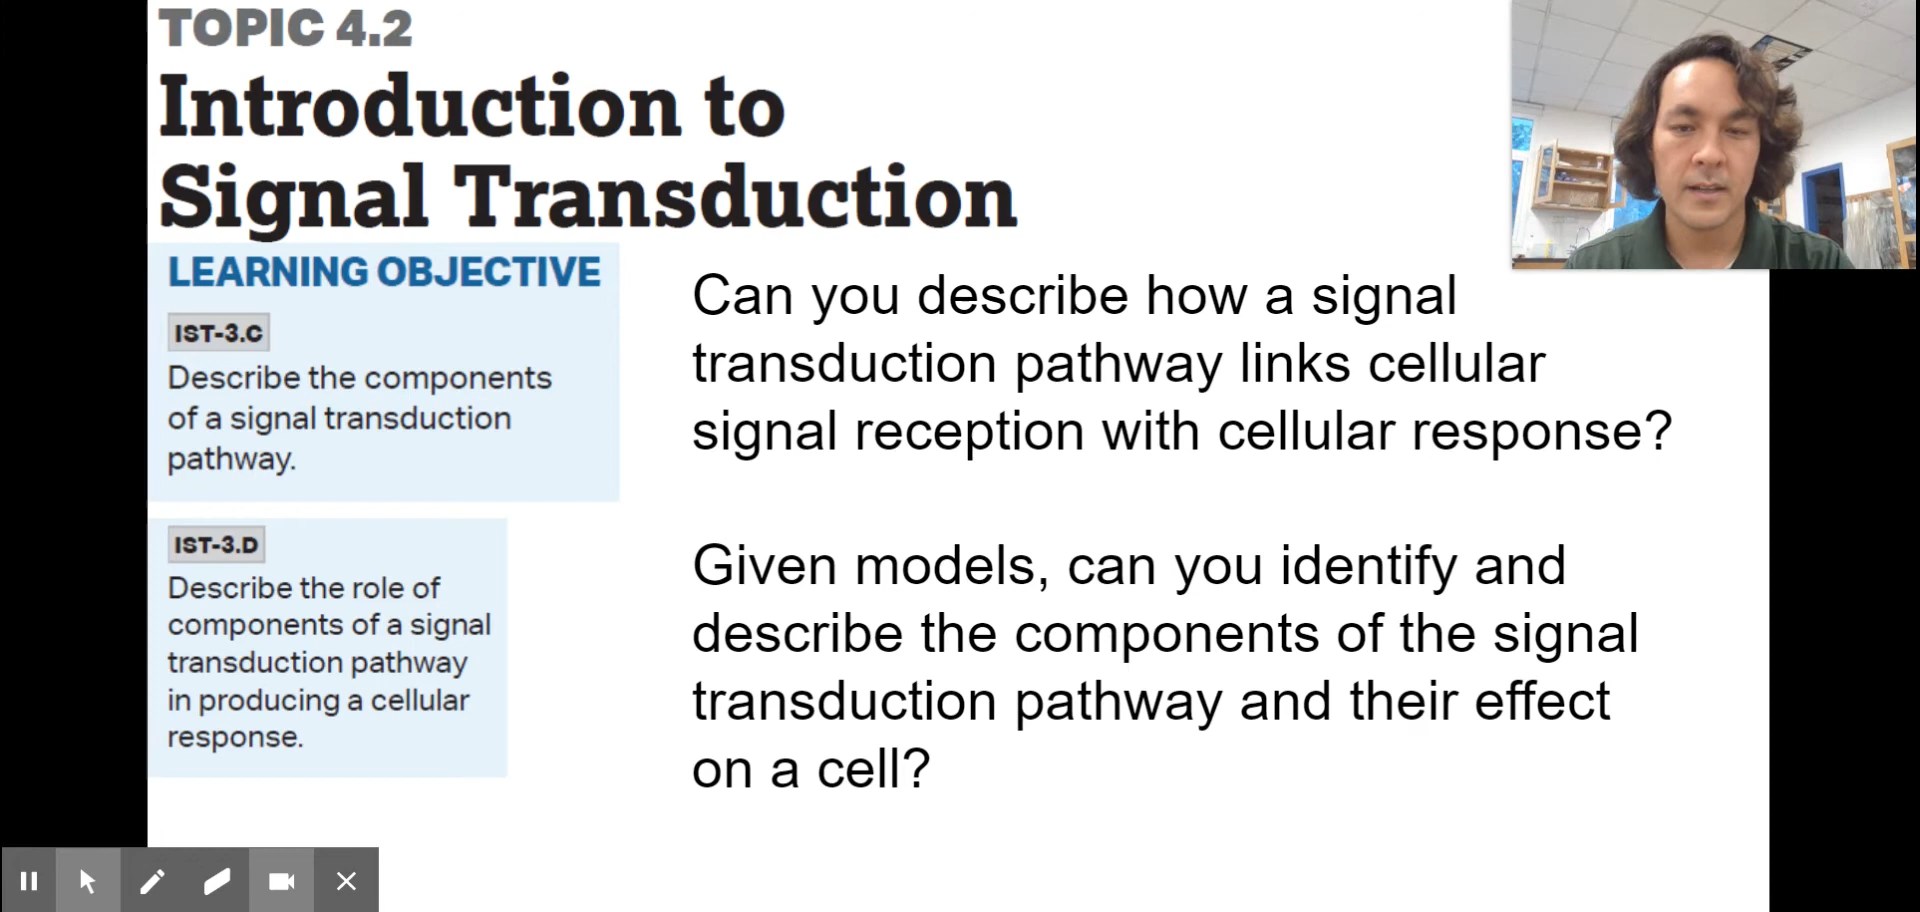 TOPIC 4.2
Introduction to
Signal Transduction
LEARNING OBJECTIVE
IST-3.C
Describe the components
of a signal transduction
pathway.
IST-3.D
Describe the role of
components of a signal
transduction pathway
in producing a cellular
response.
Can you describe how a signal
transduction pathway links cellular
signal reception with cellular response?
Given models, can you identify and
describe the components of the signal
transduction pathway and their effect
on a cell?